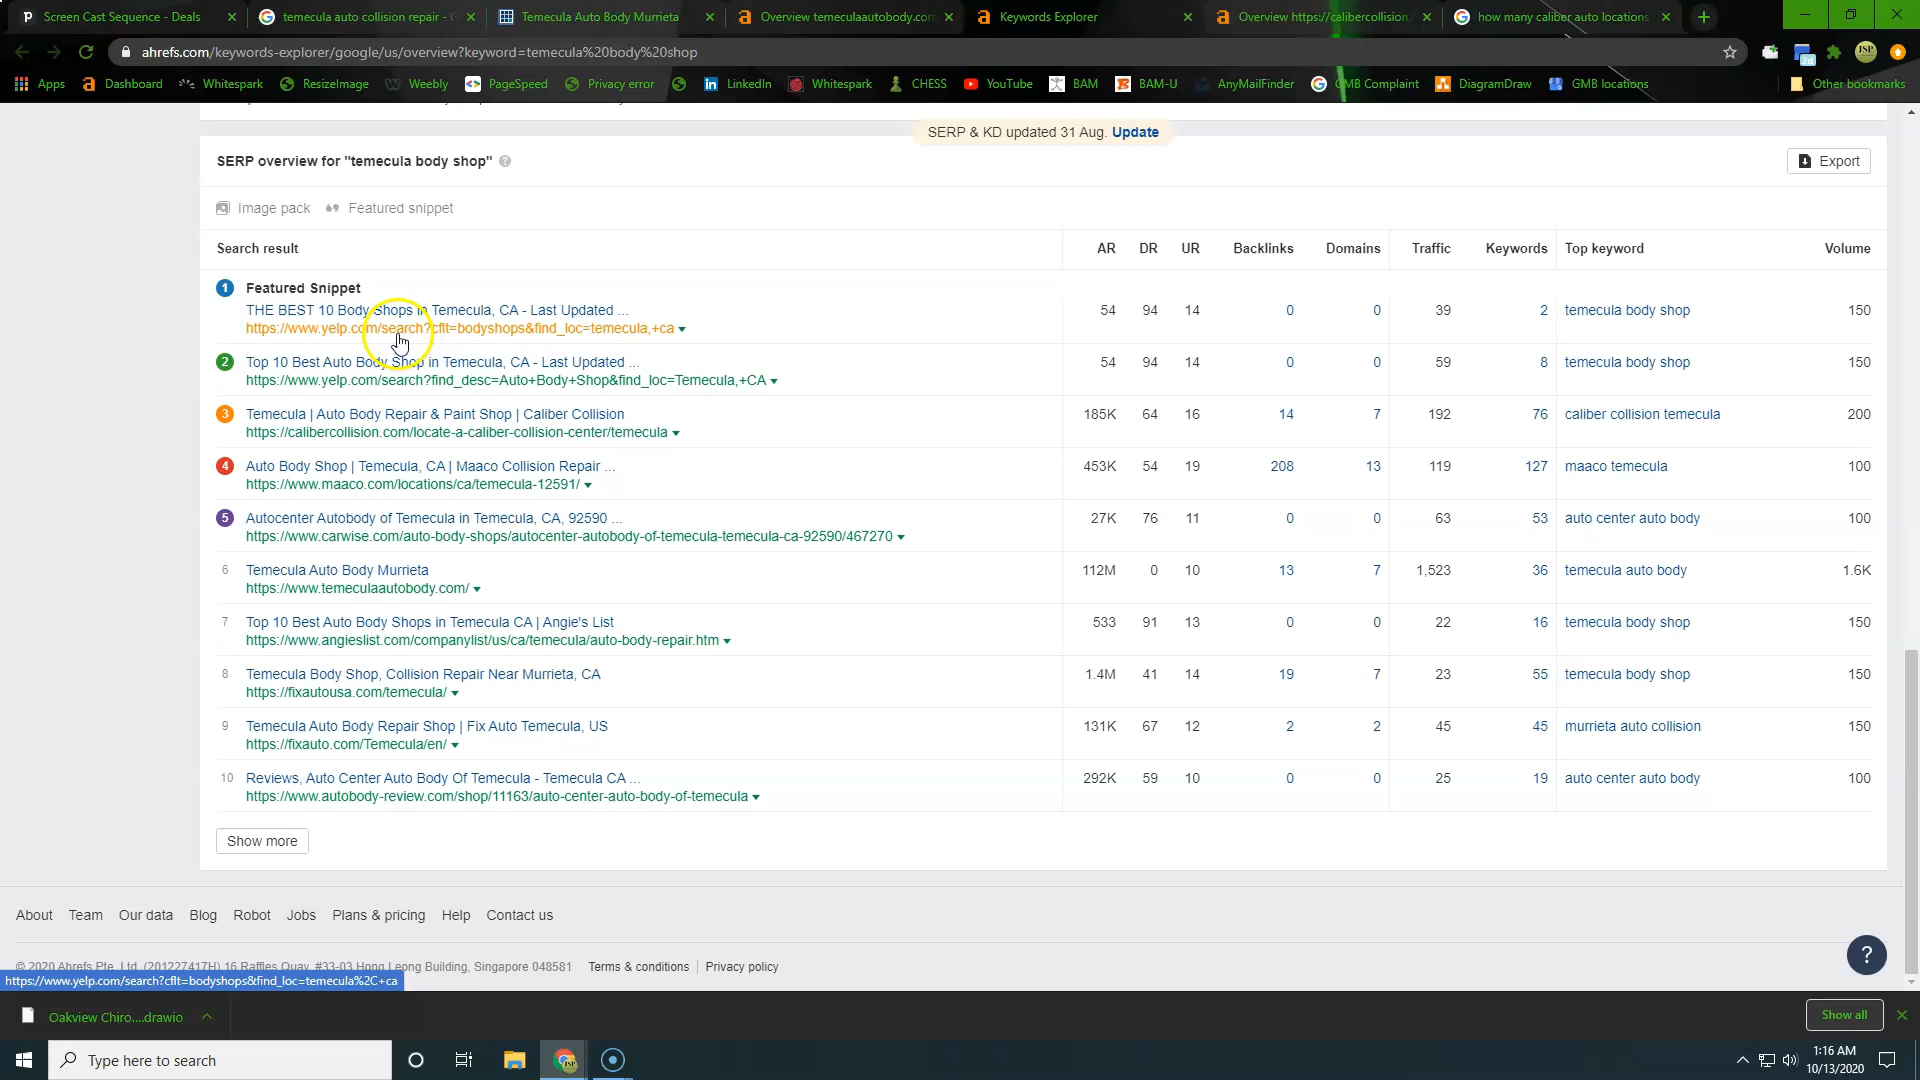 Screen Cast Sequence - Deals
temecula auto collision repair - G
Temecula Auto Body Murrieta
Overview temeculaautobody.com
Keywords Explorer
Overview https://calibercollision.
how many caliber auto locations
ahrefs.com/keywords-explorer/google/us/overview?keyword=temecula%20body%20shop
Apps
Dashboard
Whitespark
ResizeImage
Weebly
PageSpeed
Privacy error
LinkedIn
Whitespark
CHESS
YouTube
BAM
BAM-U
AnyMailFinder
GMB Complaint
DiagramDraw
GMB locations
Other bookmarks
SERP & KD updated 31 Aug. Update
SERP overview for "temecula body shop"
Export
Image pack Featured snippet
Search result AR DR UR Backlinks Domains Traffic Keywords Top keyword Volume
1 Featured Snippet
THE BEST 10 Body Shops in Temecula, CA - Last Updated ... 54 94 14 0 0 39 2 temecula body shop 150
https://www.yelp.com/search?cflt=bodyshops&find_loc=temecula,+ca
2 Top 10 Best Auto Body Shop in Temecula, CA - Last Updated ... 54 94 14 0 0 59 8 temecula body shop 150
https://www.yelp.com/search?find_desc=Auto+Body+Shop&find_loc=Temecula,+CA
3 Temecula | Auto Body Repair & Paint Shop | Caliber Collision 185K 64 16 14 7 192 76 caliber collision temecula 200
https://calibercollision.com/locate-a-caliber-collision-center/temecula
4 Auto Body Shop | Temecula, CA | Maaco Collision Repair ... 453K 54 19 208 13 119 127 maaco temecula 100
https://www.maaco.com/locations/ca/temecula-12591/
5 Autocenter Autobody of Temecula in Temecula, CA, 92590 ... 27K 76 11 0 0 63 53 auto center auto body 100
https://www.carwise.com/auto-body-shops/autocenter-autobody-of-temecula-temecula-ca-92590/467270
6 Temecula Auto Body Murrieta 112M 0 10 13 7 1,523 36 temecula auto body 1.6K
https://www.temeculaautobody.com/
7 Top 10 Best Auto Body Shops in Temecula CA | Angie's List 533 91 13 0 0 22 16 temecula body shop 150
https://www.angieslist.com/companylist/us/ca/temecula/auto-body-repair.htm
8 Temecula Body Shop, Collision Repair Near Murrieta, CA 1.4M 41 14 19 7 23 55 temecula body shop 150
https://fixautousa.com/temecula/
9 Temecula Auto Body Repair Shop | Fix Auto Temecula, US 131K 67 12 2 2 45 45 murrieta auto collision 150
https://fixauto.com/Temecula/en/
10 Reviews, Auto Center Auto Body Of Temecula - Temecula CA ... 292K 59 10 0 0 25 19 auto center auto body 100
https://www.autobody-review.com/shop/11163/auto-center-auto-body-of-temecula
Show more
About Team Our data Blog Robot Jobs Plans & pricing Help Contact us
© 2020 Ahrefs Pte. Ltd. (201227417H) 16 Raffles Quay, #33-03 Hong Leong Building, Singapore 048581 Terms & conditions Privacy policy
https://www.yelp.com/search?cflt=bodyshops&find_loc=temecula%2C+ca
Oakview Chiro....drawio
Show all
Type here to search
1:16 AM
10/13/2020